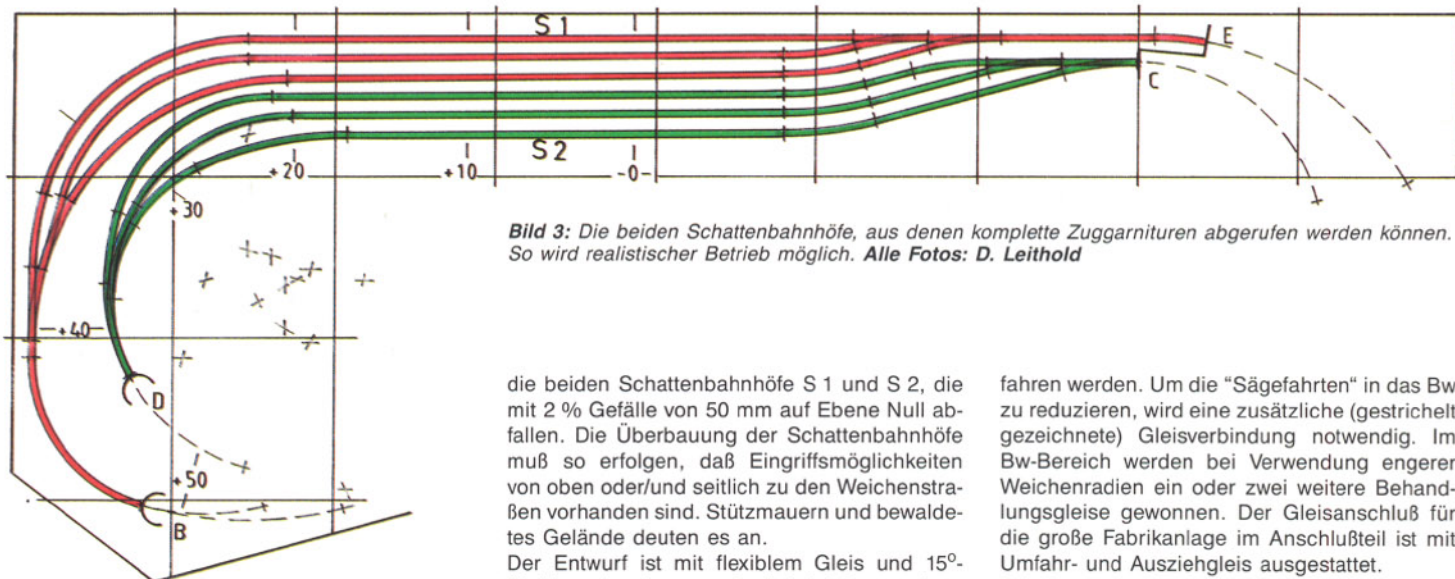 S 1
E
C
S 2
+20
+10
-0-
+30
+40
D
+50
B
Bild 3: Die beiden Schattenbahnhöfe, aus denen komplette Zuggarnituren abgerufen werden können.
So wird realistischer Betrieb möglich. Alle Fotos: D. Leithold
die beiden Schattenbahnhöfe S 1 und S 2, die
mit 2 % Gefälle von 50 mm auf Ebene Null ab-
fallen. Die Überbauung der Schattenbahnhöfe
muß so erfolgen, daß Eingriffsmöglichkeiten
von oben oder/und seitlich zu den Weichenstra-
ßen vorhanden sind. Stützmauern und bewalde-
tes Gelände deuten es an.
Der Entwurf ist mit flexiblem Gleis und 15º-
fahren werden. Um die “Sägefahrten“ in das Bw
zu reduzieren, wird eine zusätzliche (gestrichelt
gezeichnete) Gleisverbindung notwendig. Im
Bw-Bereich werden bei Verwendung engerer
Weichenradien ein oder zwei weitere Behand-
lungsgleise gewonnen. Der Gleisanschluß für
die große Fabrikanlage im Anschlußteil ist mit
Umfahr- und Ausziehgleis ausgestattet.